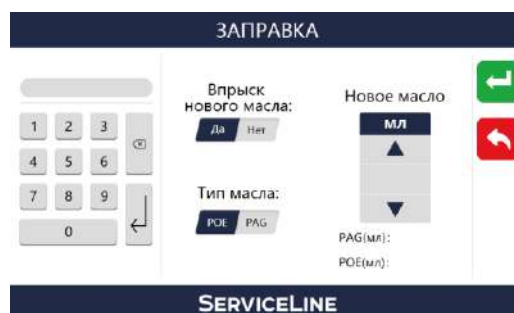 ЗАПРАВКА
1 2 3
4 5 6
7 8 9
0
Впрыск
нового масла:
Да Нет
Тип масла:
POE PAG
Новое масло
МЛ
PAG(мл):
POE(мл):
SERVICELINE